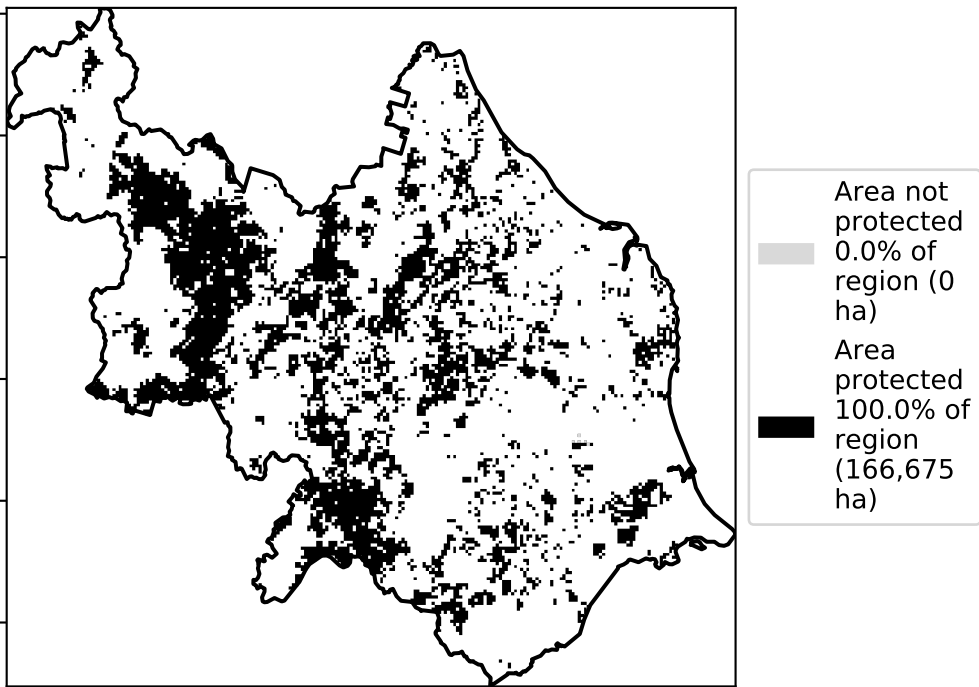 Area not
protected
0.0% of
region (0
ha)
Area
protected
100.0% of
region
(166,675
ha)